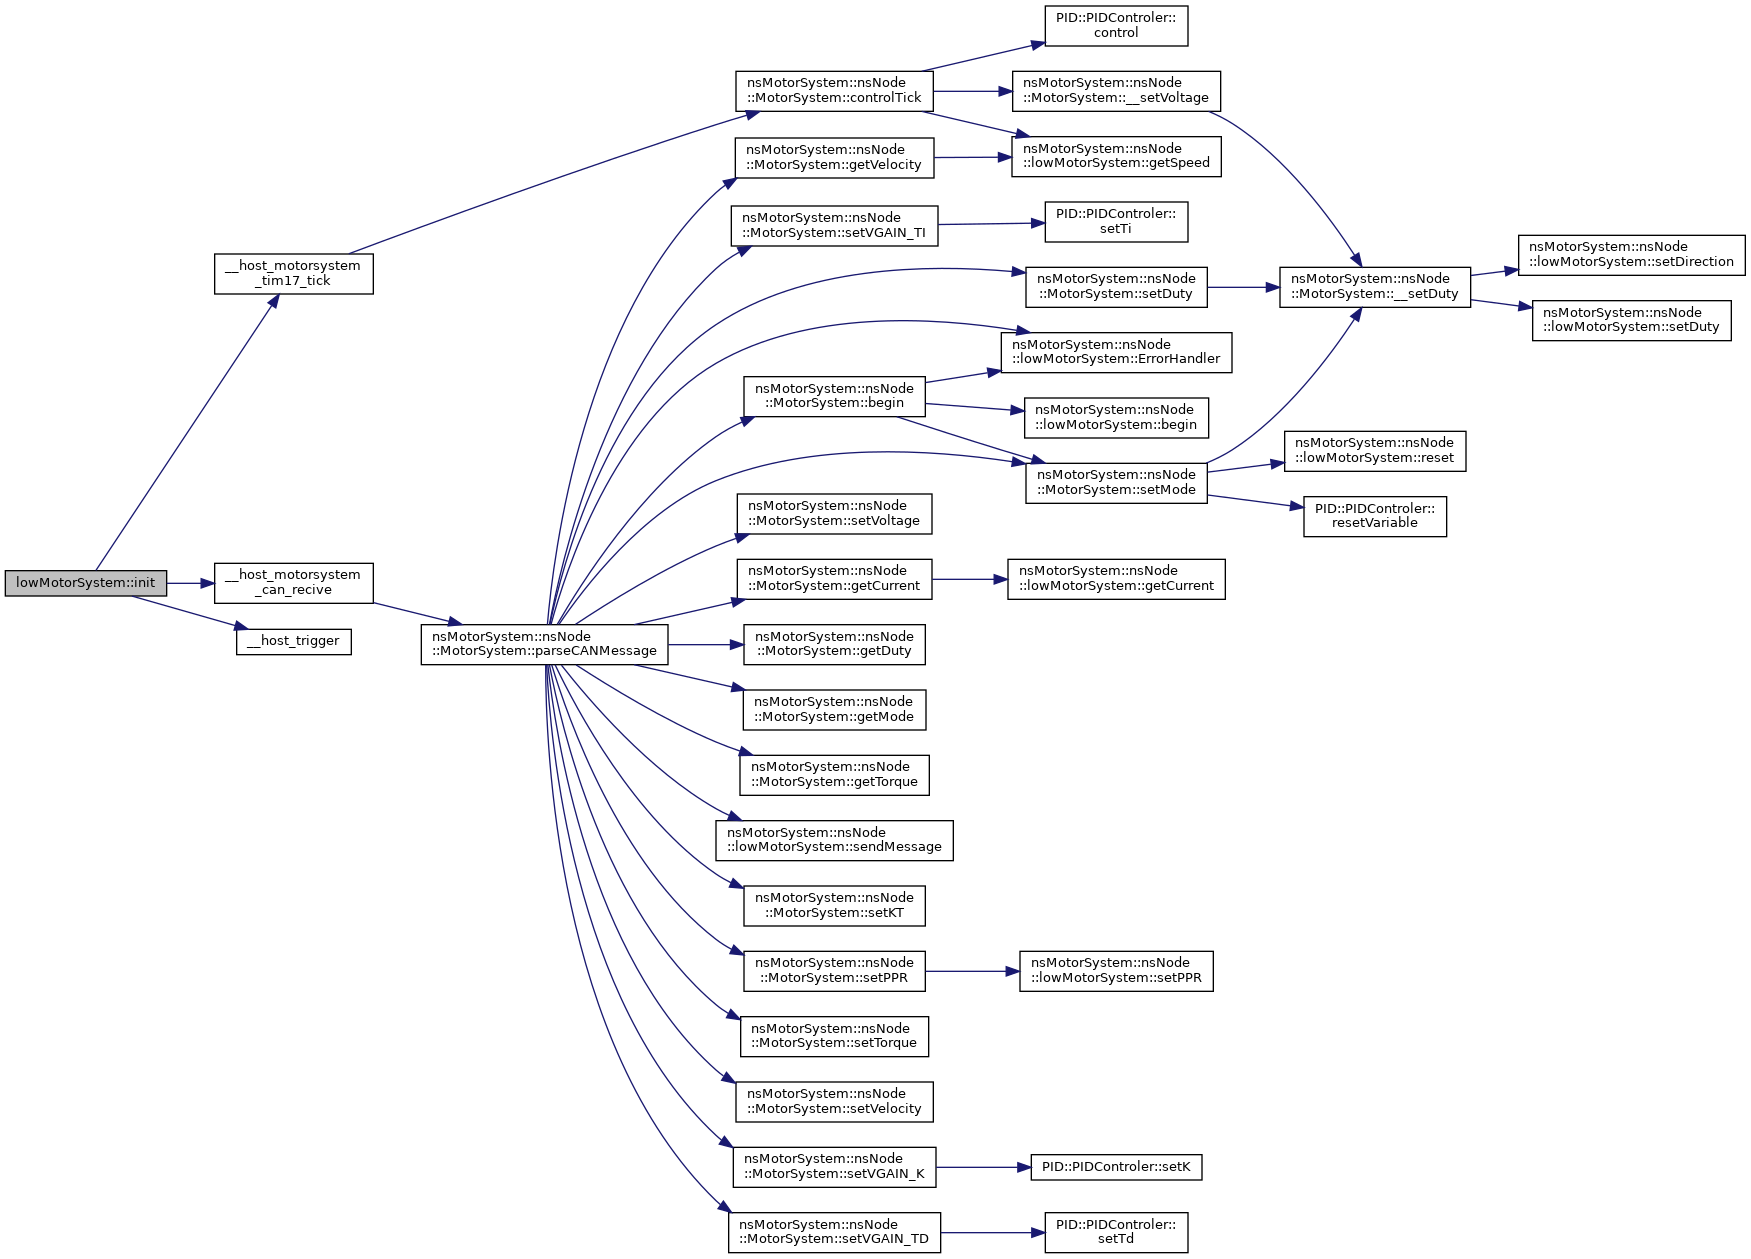 PID::PIDControler::
control
nsMotorSystem::nsNode
::MotorSystem::controlTick
nsMotorSystem::nsNode
::MotorSystem::__setVoltage
nsMotorSystem::nsNode
::MotorSystem::getVelocity
nsMotorSystem::nsNode
::lowMotorSystem::getSpeed
nsMotorSystem::nsNode
::MotorSystem::setVGAIN_TI
PID::PIDControler::
setTi
__host_motorsystem
_tim17_tick
nsMotorSystem::nsNode
::MotorSystem::setDuty
nsMotorSystem::nsNode
::MotorSystem::__setDuty
nsMotorSystem::nsNode
::lowMotorSystem::setDirection
nsMotorSystem::nsNode
::lowMotorSystem::setDuty
nsMotorSystem::nsNode
::lowMotorSystem::ErrorHandler
nsMotorSystem::nsNode
::MotorSystem::begin
nsMotorSystem::nsNode
::lowMotorSystem::begin
nsMotorSystem::nsNode
::MotorSystem::setMode
nsMotorSystem::nsNode
::lowMotorSystem::reset
PID::PIDControler::
resetVariable
nsMotorSystem::nsNode
::MotorSystem::setVoltage
lowMotorSystem::init
__host_motorsystem
_can_recive
nsMotorSystem::nsNode
::MotorSystem::getCurrent
nsMotorSystem::nsNode
::lowMotorSystem::getCurrent
__host_trigger
nsMotorSystem::nsNode
::MotorSystem::parseCANMessage
nsMotorSystem::nsNode
::MotorSystem::getDuty
nsMotorSystem::nsNode
::MotorSystem::getMode
nsMotorSystem::nsNode
::MotorSystem::getTorque
nsMotorSystem::nsNode
::lowMotorSystem::sendMessage
nsMotorSystem::nsNode
::MotorSystem::setKT
nsMotorSystem::nsNode
::MotorSystem::setPPR
nsMotorSystem::nsNode
::lowMotorSystem::setPPR
nsMotorSystem::nsNode
::MotorSystem::setTorque
nsMotorSystem::nsNode
::MotorSystem::setVelocity
nsMotorSystem::nsNode
::MotorSystem::setVGAIN_K
PID::PIDControler::setK
nsMotorSystem::nsNode
::MotorSystem::setVGAIN_TD
PID::PIDControler::
setTd